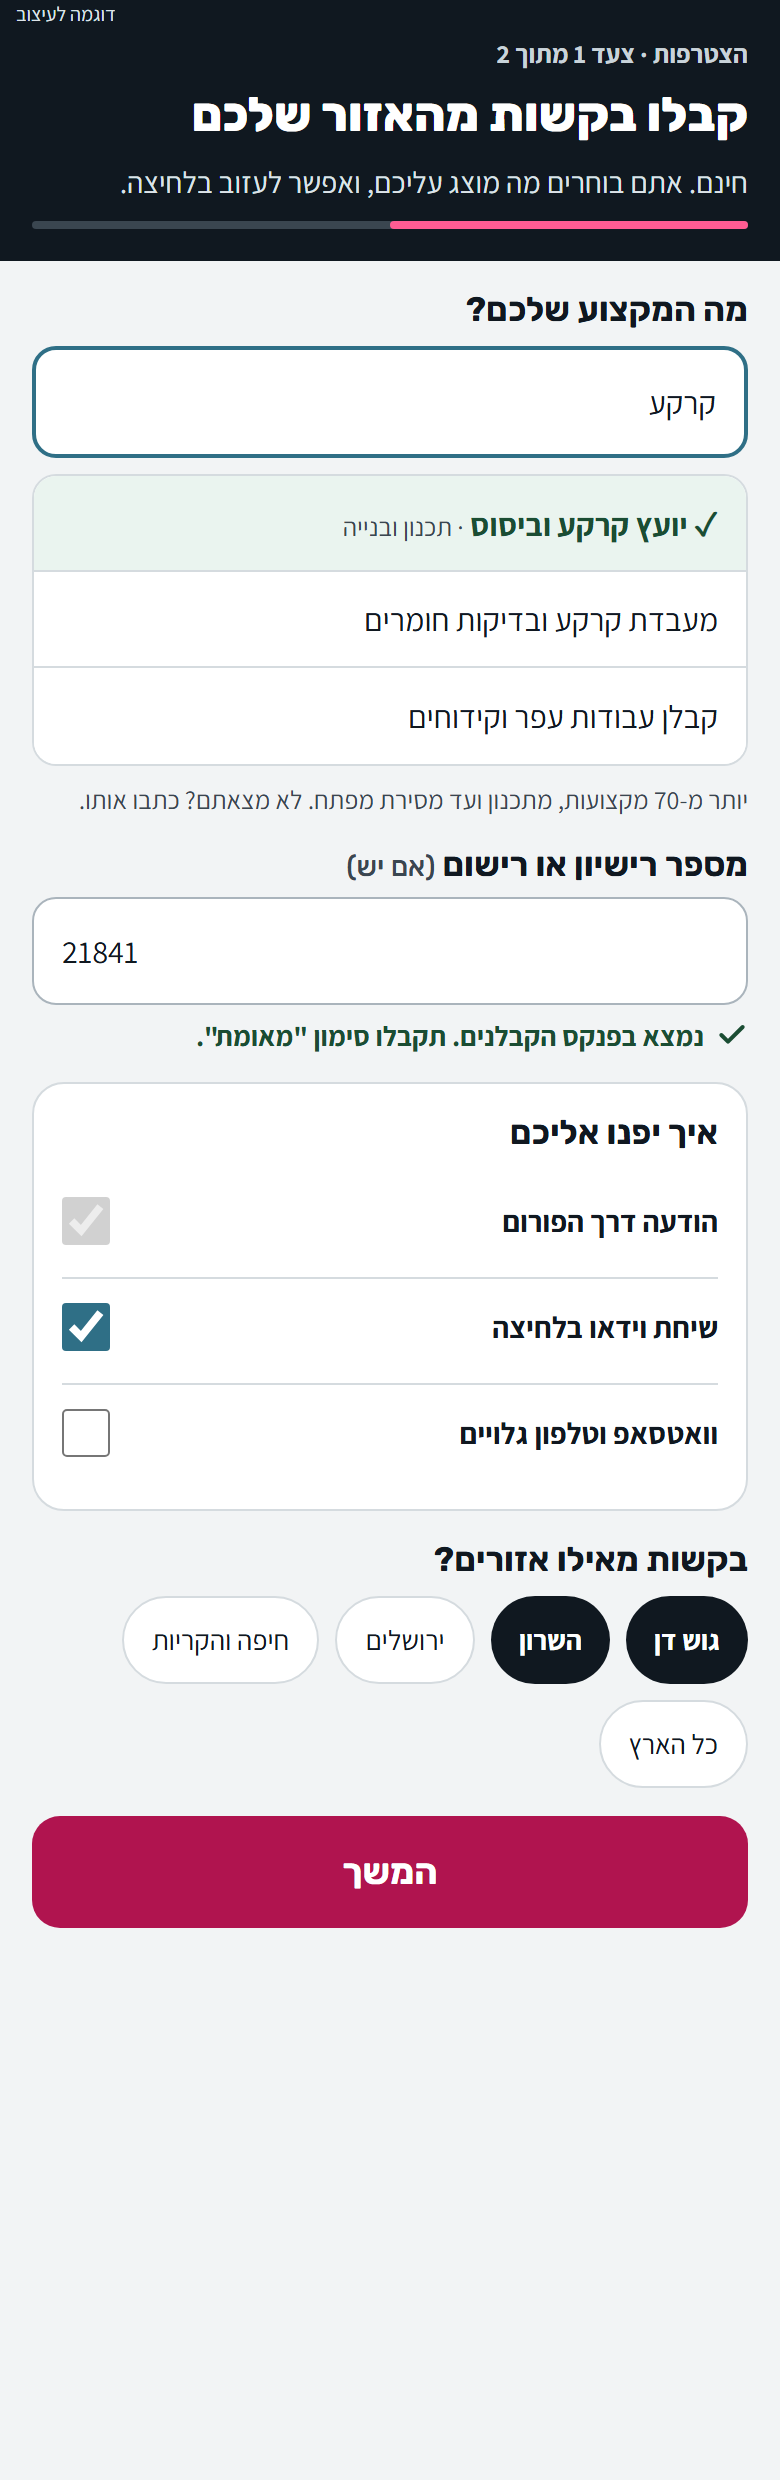 דוגמה לעיצוב
הצטרפות · צעד 1 מתוך 2
קבלו בקשות מהאזור שלכם
חינם. אתם בוחרים מה מוצג עליכם, ואפשר לעזוב בלחיצה.
מה המקצוע שלכם?
קרקע
✓ יועץ קרקע וביסוס · תכנון ובנייה
מעבדת קרקע ובדיקות חומרים
קבלן עבודות עפר וקידוחים
יותר מ-70 מקצועות, מתכנון ועד מסירת מפתח. לא מצאתם? כתבו אותו.
מספר רישיון או רישום (אם יש)
21841
נמצא בפנקס הקבלנים. תקבלו סימון "מאומת".
איך יפנו אליכם
הודעה דרך הפורום
שיחת וידאו בלחיצה
וואטסאפ וטלפון גלויים
בקשות מאילו אזורים?
גוש דן
השרון
ירושלים
חיפה והקריות
כל הארץ
המשך